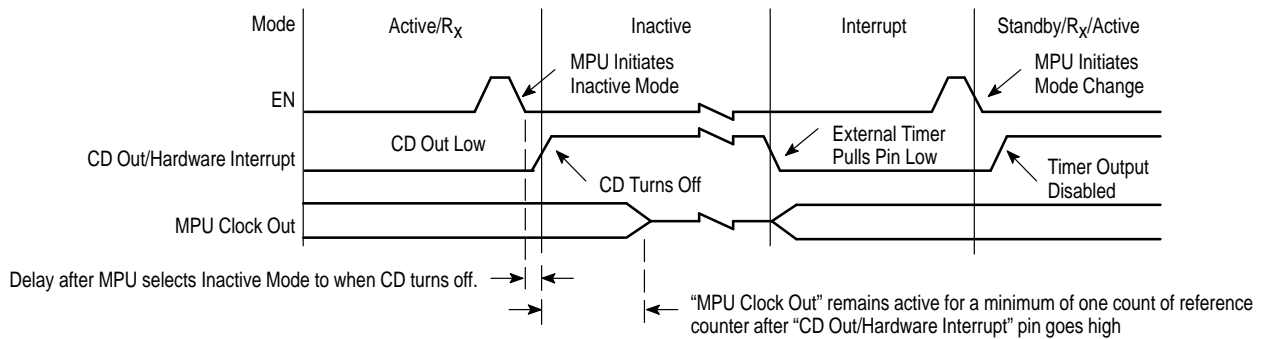 Mode
Active/RX
Inactive
Interrupt
Standby/RX/Active
EN
MPU Initiates
Inactive Mode
MPU Initiates
Mode Change
CD Out/Hardware Interrupt
CD Out Low
CD Turns Off
External Timer
Pulls Pin Low
Timer Output
Disabled
MPU Clock Out
Delay after MPU selects Inactive Mode to when CD turns off.
“MPU Clock Out” remains active for a minimum of one count of reference
counter after “CD Out/Hardware Interrupt” pin goes high